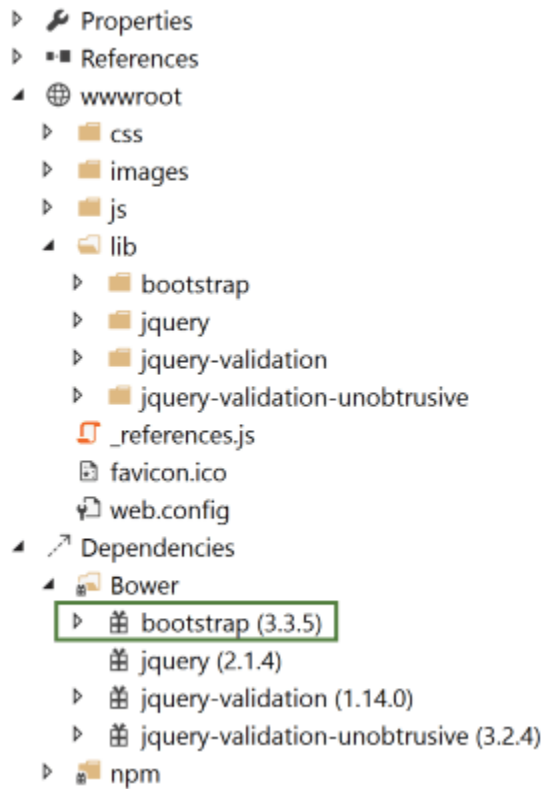 Properties
References
wwwroot
css
images
js
lib
bootstrap
jquery
jquery-validation
jquery-validation-unobtrusive
_references.js
favicon.ico
web.config
Dependencies
Bower
bootstrap (3.3.5)
jquery (2.1.4)
jquery-validation (1.14.0)
jquery-validation-unobtrusive (3.2.4)
npm